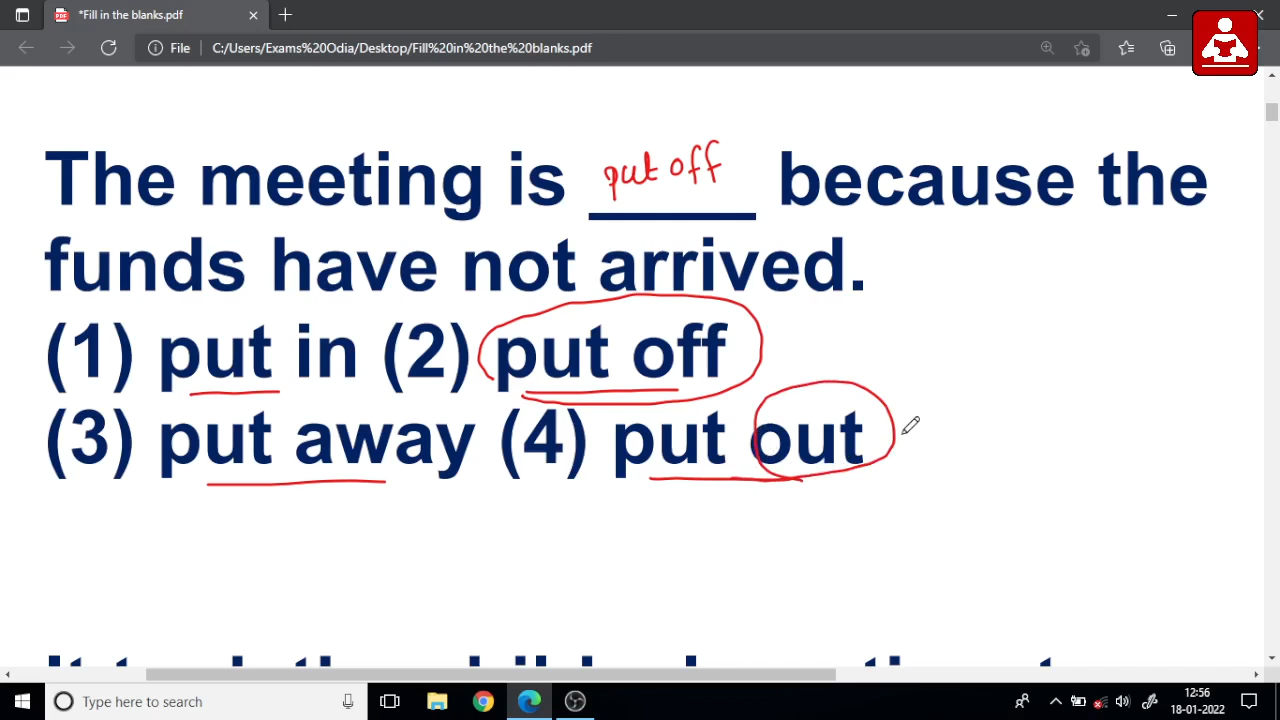 *Fill in the blanks.pdf
File C:/Users/Exams%20Odia/Desktop/Fill%20in%20the%20blanks.pdf
The meeting is put off because the
funds have not arrived.
(1) put in (2) put off
(3) put away (4) put out
Type here to search
12:56
18-01-2022